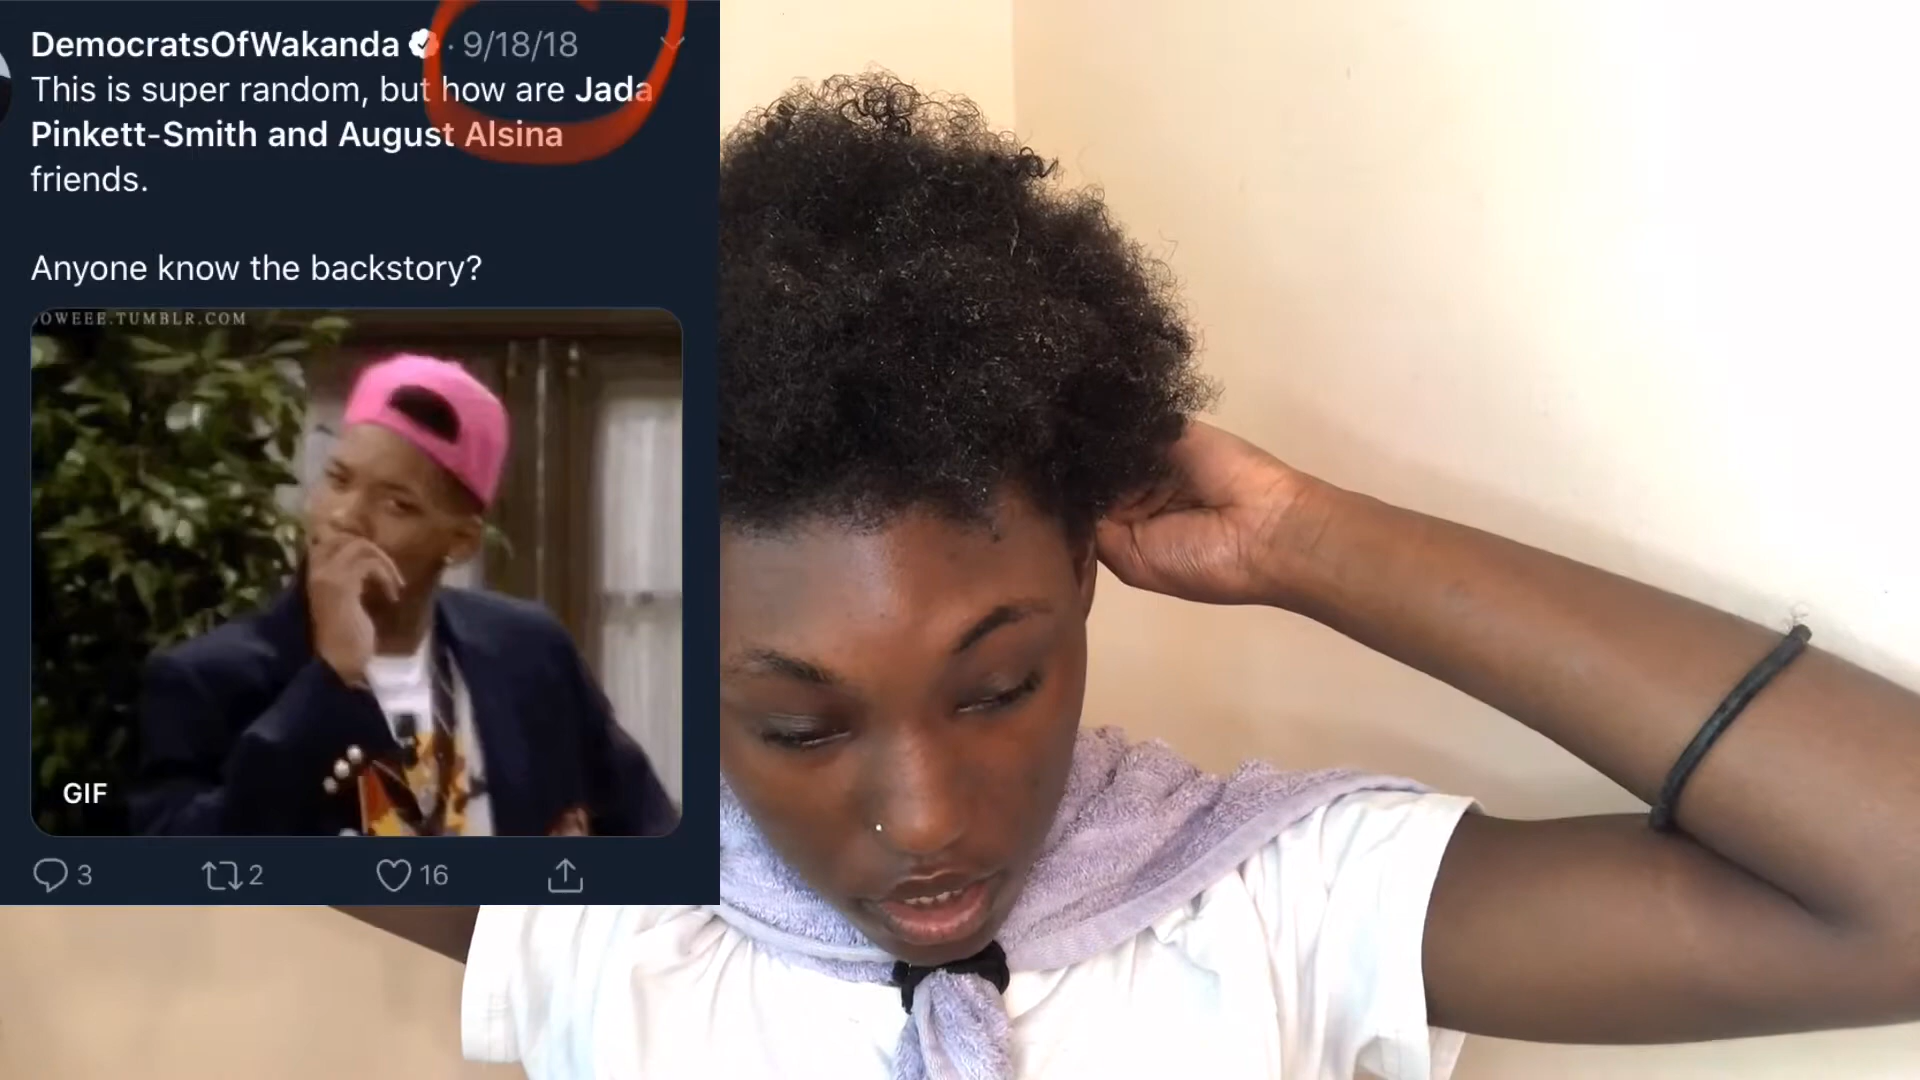 DemocratsOfWakanda · 9/18/18
This is super random, but how are Jada
Pinkett-Smith and August Alsina
friends.
Anyone know the backstory?
OWEEE.TUMBLR.COM
GIF
3 2 16